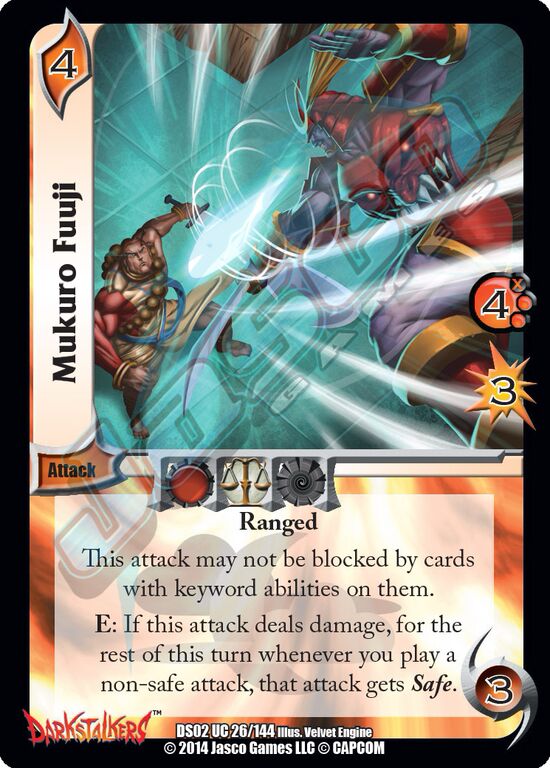 4
Mukuro Fuuji
4
3
Attack
Ranged
This attack may not be blocked by cards
with keyword abilities on them.
E: If this attack deals damage, for the
rest of this turn whenever you play a
non-safe attack, that attack gets Safe.
3
DARKSTALKERS™
DS02 UC 26/144 Illus. Velvet Engine
© 2014 Jasco Games LLC © CAPCOM